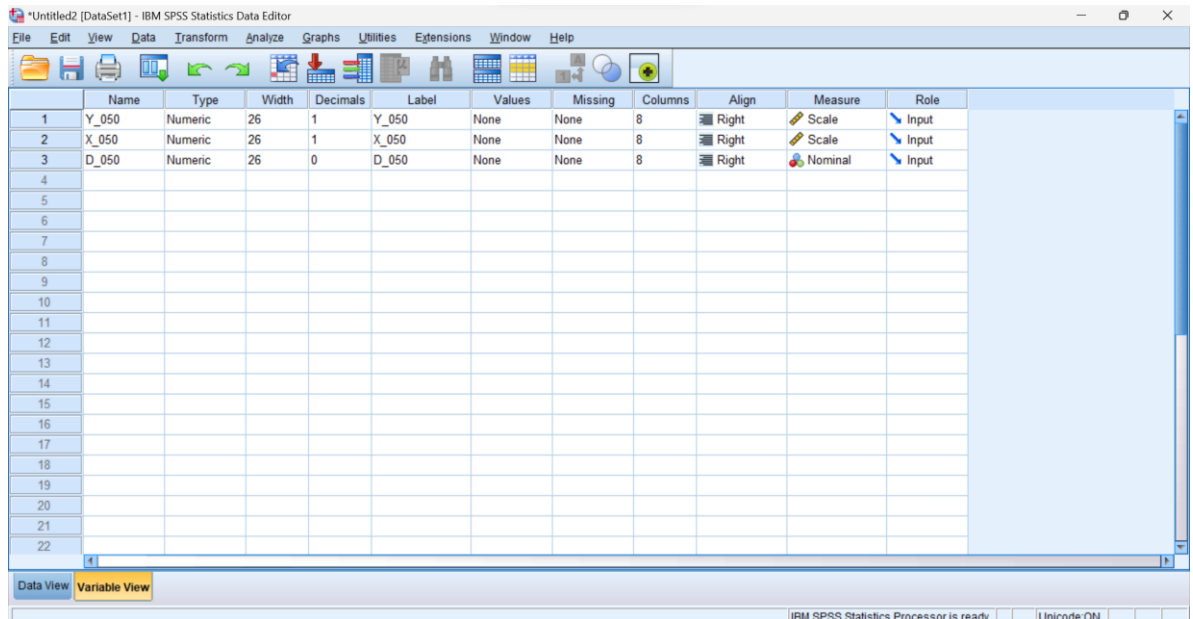 *Untitled2 [DataSet1] - IBM SPSS Statistics Data Editor
File Edit View Data Transform Analyze Graphs Utilities Extensions Window Help
Name Type Width Decimals Label Values Missing Columns Align Measure Role
1 Y_050 Numeric 26 1 Y_050 None None 8 Right Scale Input
2 X_050 Numeric 26 1 X_050 None None 8 Right Scale Input
3 D_050 Numeric 26 0 D_050 None None 8 Right Nominal Input
4
5
6
7
8
9
10
11
12
13
14
15
16
17
18
19
20
21
22
Data View Variable View
IBM SPSS Statistics Processor is ready Unicode:ON